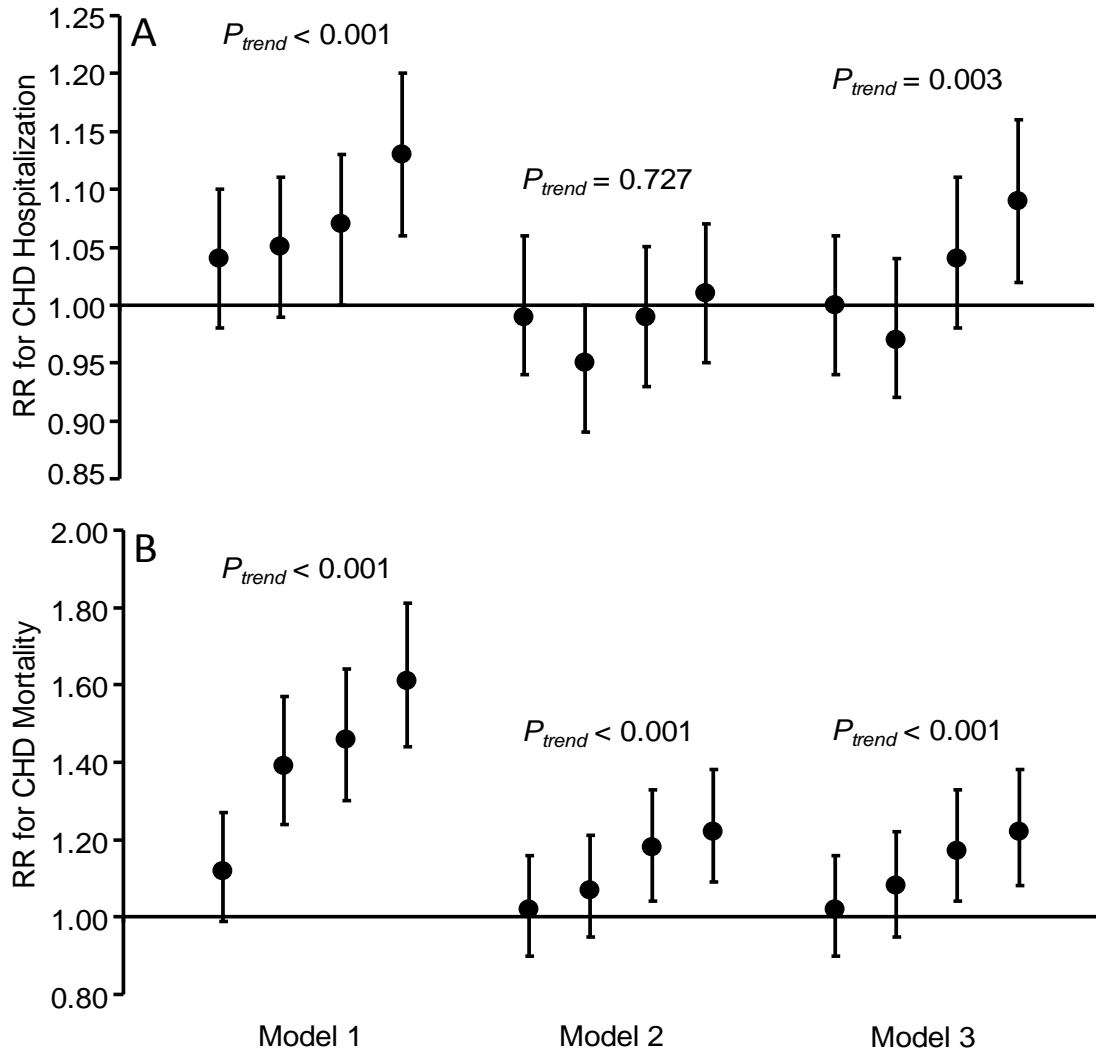 A
P_trend < 0.001
P_trend = 0.727
P_trend = 0.003
RR for CHD Hospitalization
1.25
1.20
1.15
1.10
1.05
1.00
0.95
0.90
0.85
B
P_trend < 0.001
P_trend < 0.001
P_trend < 0.001
RR for CHD Mortality
2.00
1.80
1.60
1.40
1.20
1.00
0.80
Model 1 Model 2 Model 3